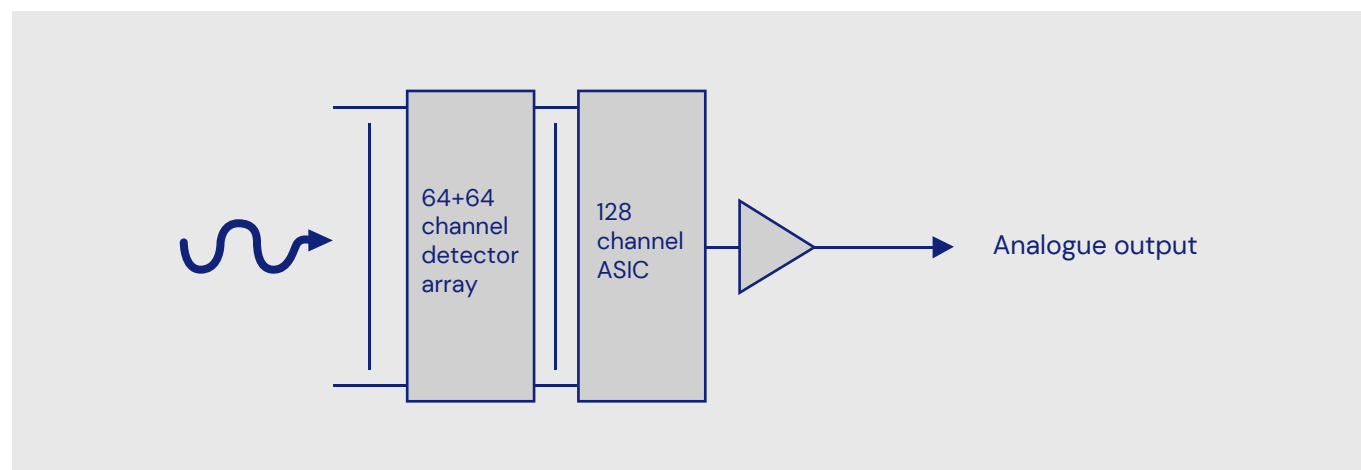 64+64
channel
detector
array
128
channel
ASIC
Analogue output